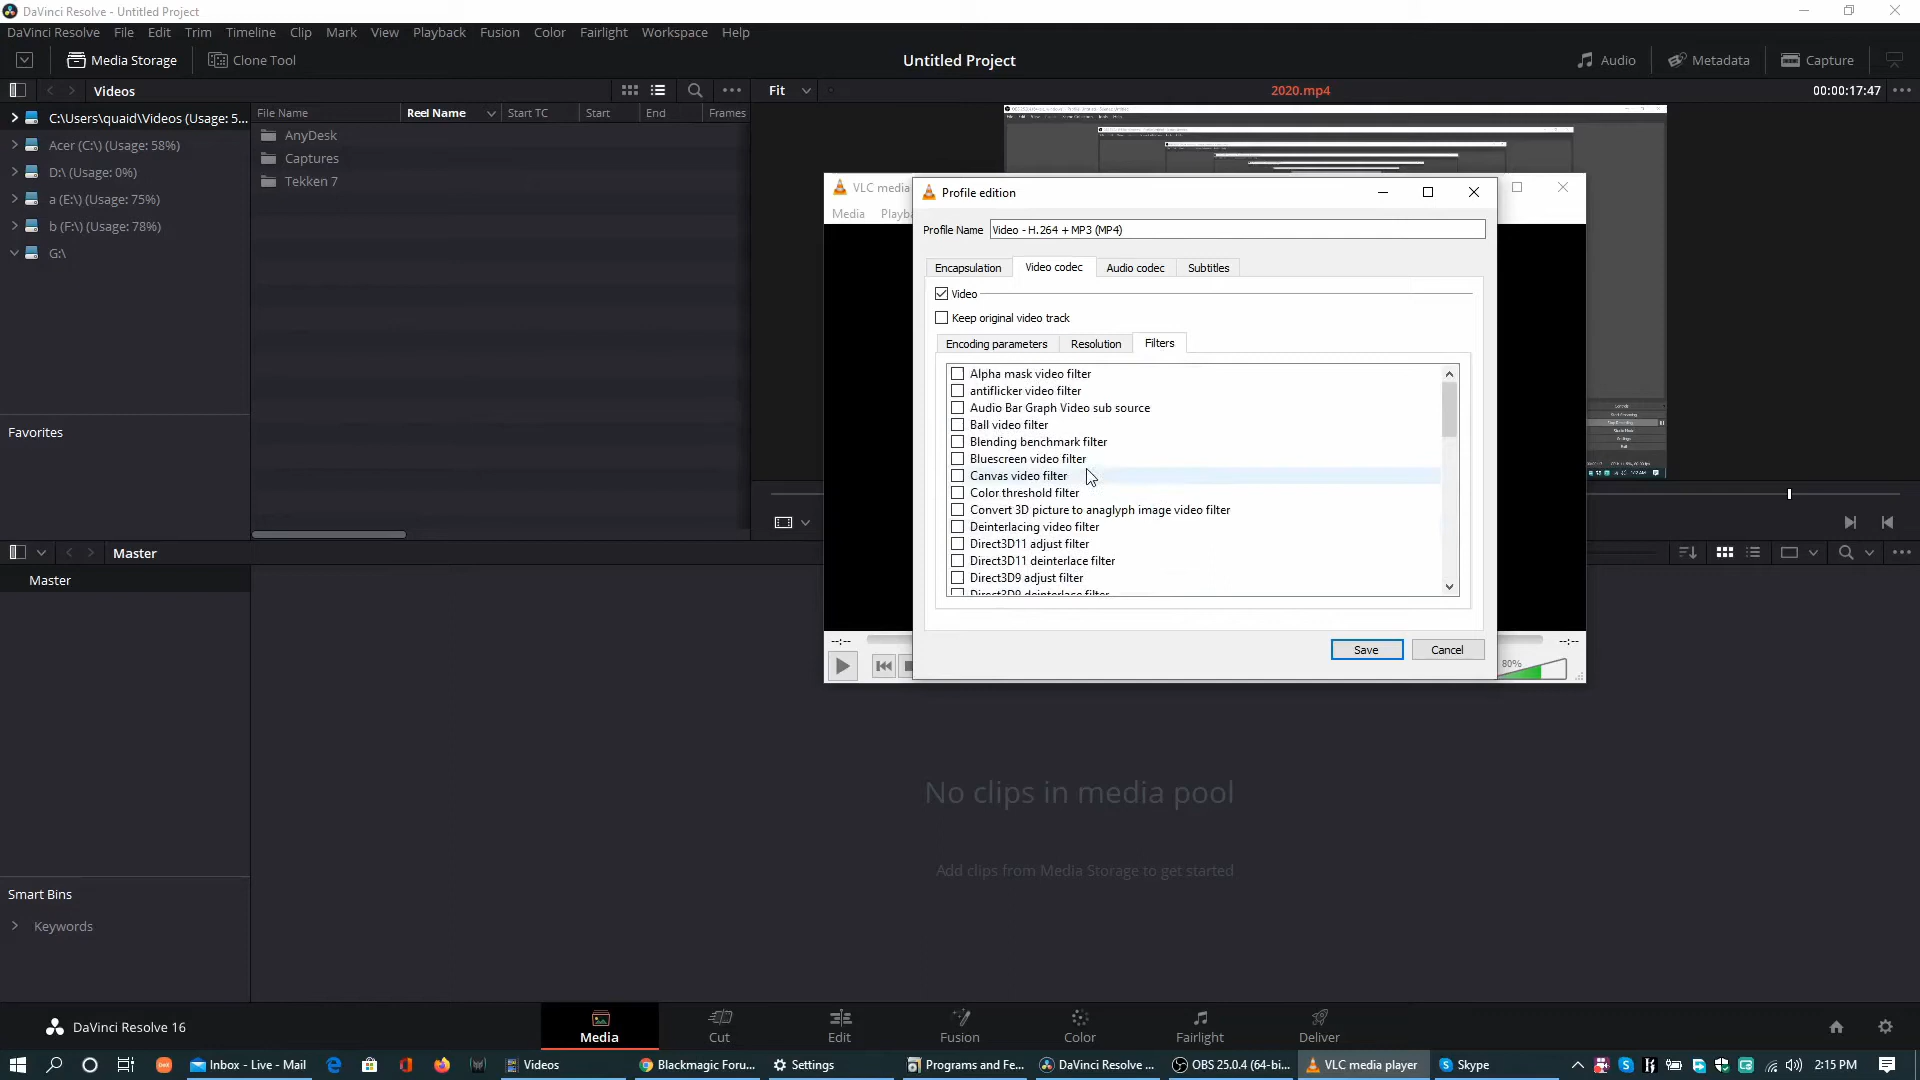 DaVinci Resolve - Untitled Project
DaVinci Resolve File Edit Trim Timeline Clip Mark View Playback Fusion Color Fairlight Workspace Help
Media Storage Clone Tool Untitled Project Audio Metadata Capture
Videos Fit 2020.mp4 00:00:17:47
File Name Reel Name Start TC Start End Frames
C:\Users\quaid\Videos (Usage: 5...
Acer (C:\) (Usage: 58%)
D:\ (Usage: 0%)
a (E:\) (Usage: 75%)
b (F:\) (Usage: 78%)
G:\
AnyDesk
Captures
Tekken 7
Favorites
VLC media
Media Playba
Profile edition
Profile Name Video - H.264 + MP3 (MP4)
Encapsulation Video codec Audio codec Subtitles
Video
Keep original video track
Encoding parameters Resolution Filters
Alpha mask video filter
antiflicker video filter
Audio Bar Graph Video sub source
Ball video filter
Blending benchmark filter
Bluescreen video filter
Canvas video filter
Color threshold filter
Convert 3D picture to anaglyph image video filter
Deinterlacing video filter
Direct3D11 adjust filter
Direct3D11 deinterlace filter
Direct3D9 adjust filter
Direct3D9 deinterlace filter
Save Cancel
--:-- --:--
80%
Master
Master
No clips in media pool
Add clips from Media Storage to get started
Smart Bins
Keywords
DaVinci Resolve 16
Media Cut Edit Fusion Color Fairlight Deliver
Inbox - Live - Mail Videos Blackmagic Foru... Settings Programs and Fe... DaVinci Resolve ... OBS 25.0.4 (64-bi... VLC media player Skype 2:15 PM